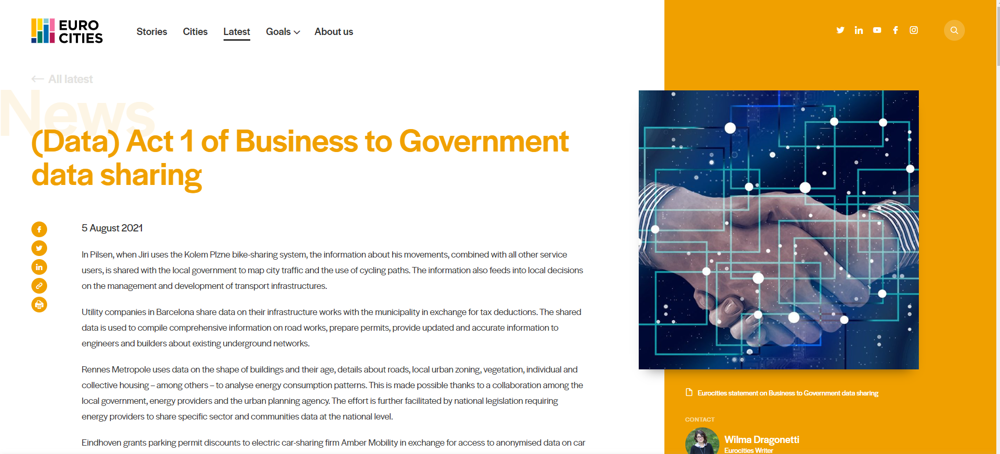 EURO
CITIES
Stories Cities Latest Goals About us
All latest
News
(Data) Act 1 of Business to Government
data sharing
5 August 2021
In Pilsen, when Jiri uses the Kolem Plzne bike-sharing system, the information about his movements, combined with all other service
users, is shared with the local government to map city traffic and the use of cycling paths. The information also feeds into local decisions
on the management and development of transport infrastructures.
Utility companies in Barcelona share data on their infrastructure works with the municipality in exchange for tax deductions. The shared
data is used to compile comprehensive information on road works, prepare permits, provide updated and accurate information to
engineers and builders about existing underground networks.
Rennes Metropole uses data on the shape of buildings and their age, details about roads, local urban zoning, vegetation, individual and
collective housing – among others – to analyse energy consumption patterns. This is made possible thanks to a collaboration among the
local government, energy providers and the urban planning agency. The effort is further facilitated by national legislation requiring
energy providers to share specific sector and communities data at the national level.
Eindhoven grants parking permit discounts to electric car-sharing firm Amber Mobility in exchange for access to anonymised data on car
Eurocities statement on Business to Government data sharing
CONTACT
Wilma Dragonetti
Eurocities Writer